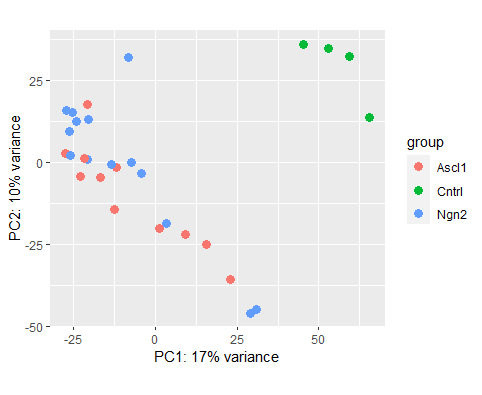 25
0
-25
-50
PC2: 10% variance
-25
0
25
50
PC1: 17% variance
group
Ascl1
Cntrl
Ngn2